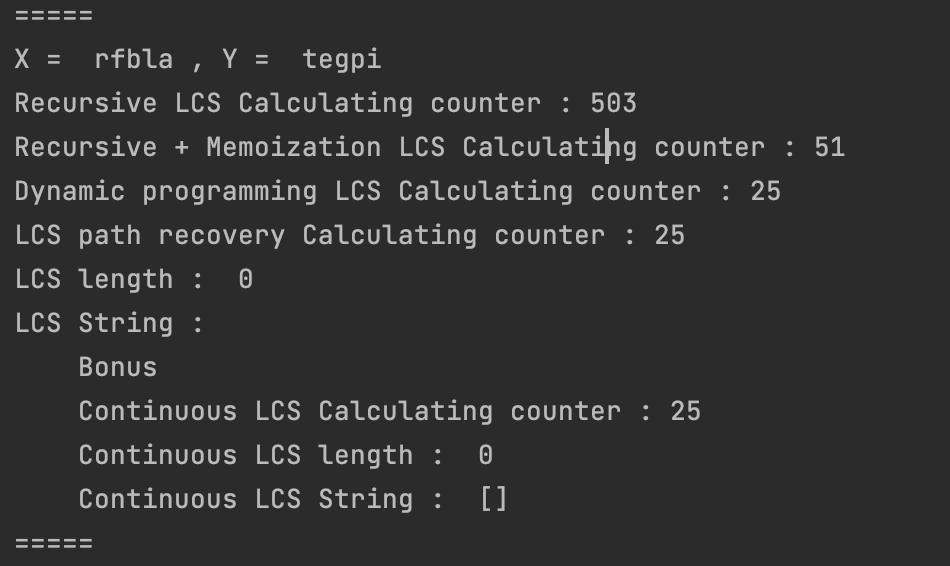 =====
X =  rfbla , Y =  tegpi
Recursive LCS Calculating counter : 503
Recursive + Memoization LCS Calculating counter : 51
Dynamic programming LCS Calculating counter : 25
LCS path recovery Calculating counter : 25
LCS length :  0
LCS String :
    Bonus
    Continuous LCS Calculating counter : 25
    Continuous LCS length :  0
    Continuous LCS String :  []
=====